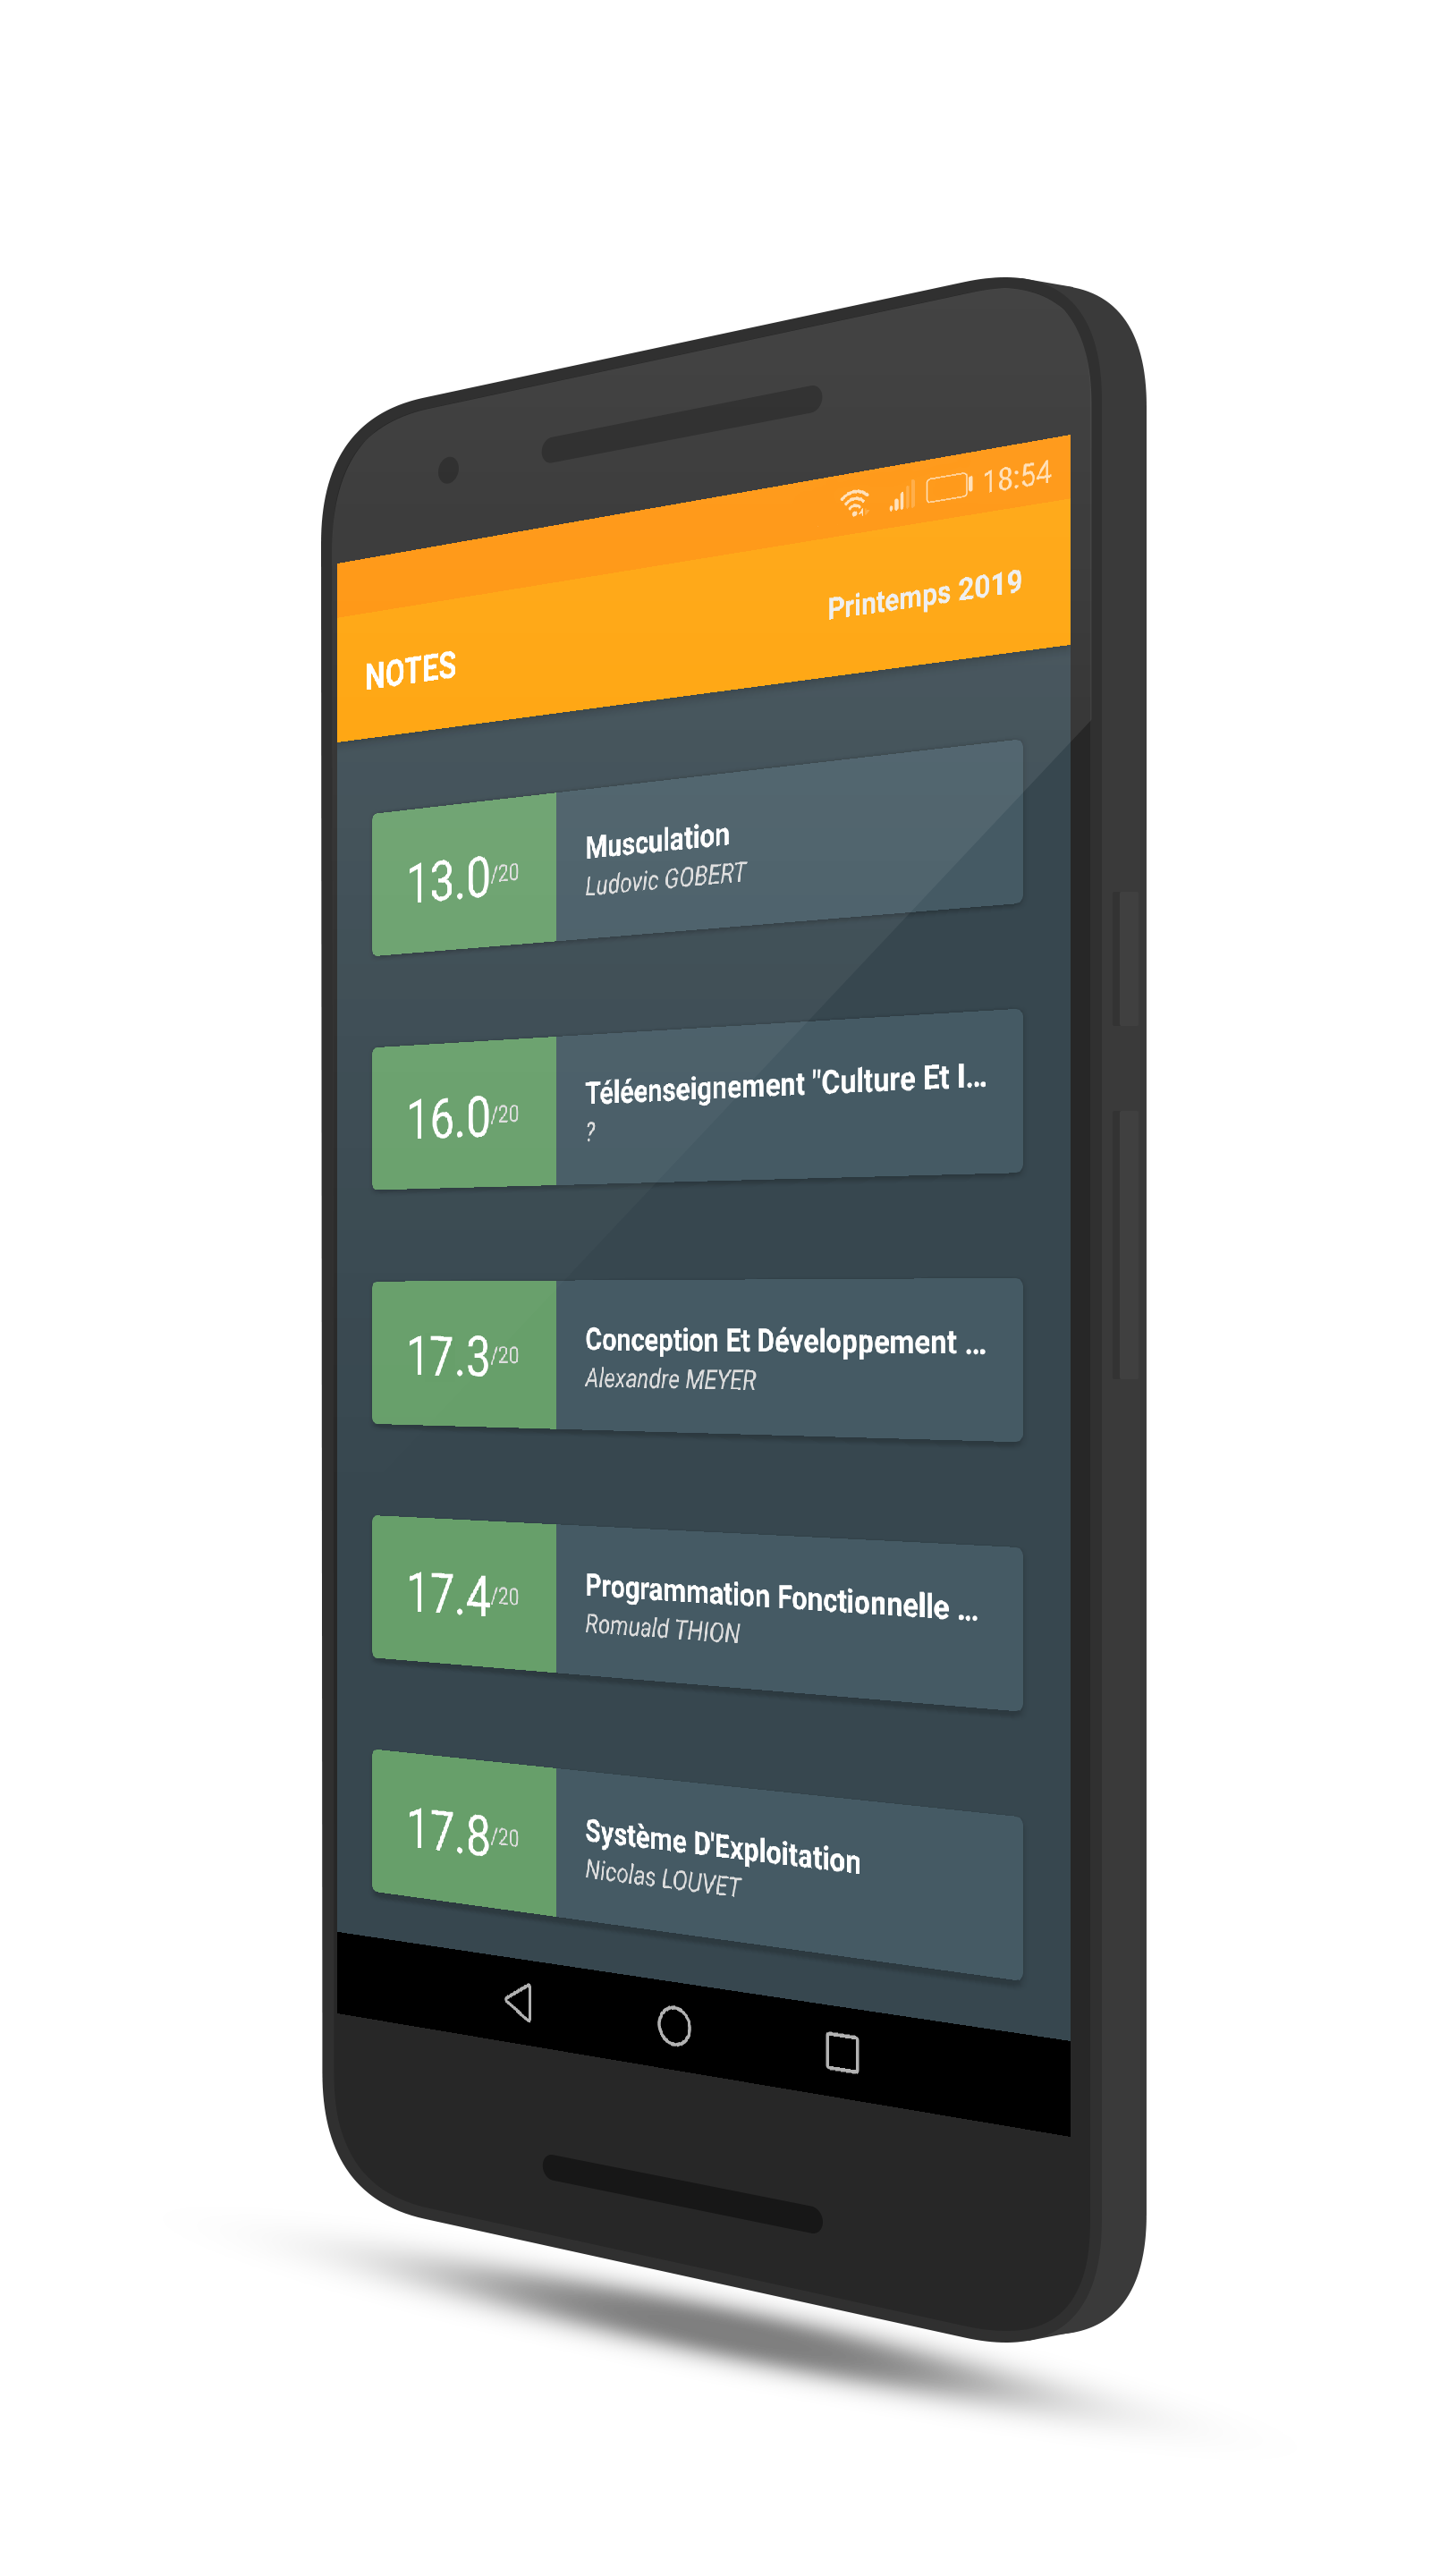 18:54
NOTES
Printemps 2019
13.0/20
Musculation
Ludovic GOBERT
16.0/20
Téléenseignement "Culture Et I...
?
17.3/20
Conception Et Développement ...
Alexandre MEYER
17.4/20
Programmation Fonctionnelle ...
Romuald THION
17.8/20
Système D'Exploitation
Nicolas LOUVET